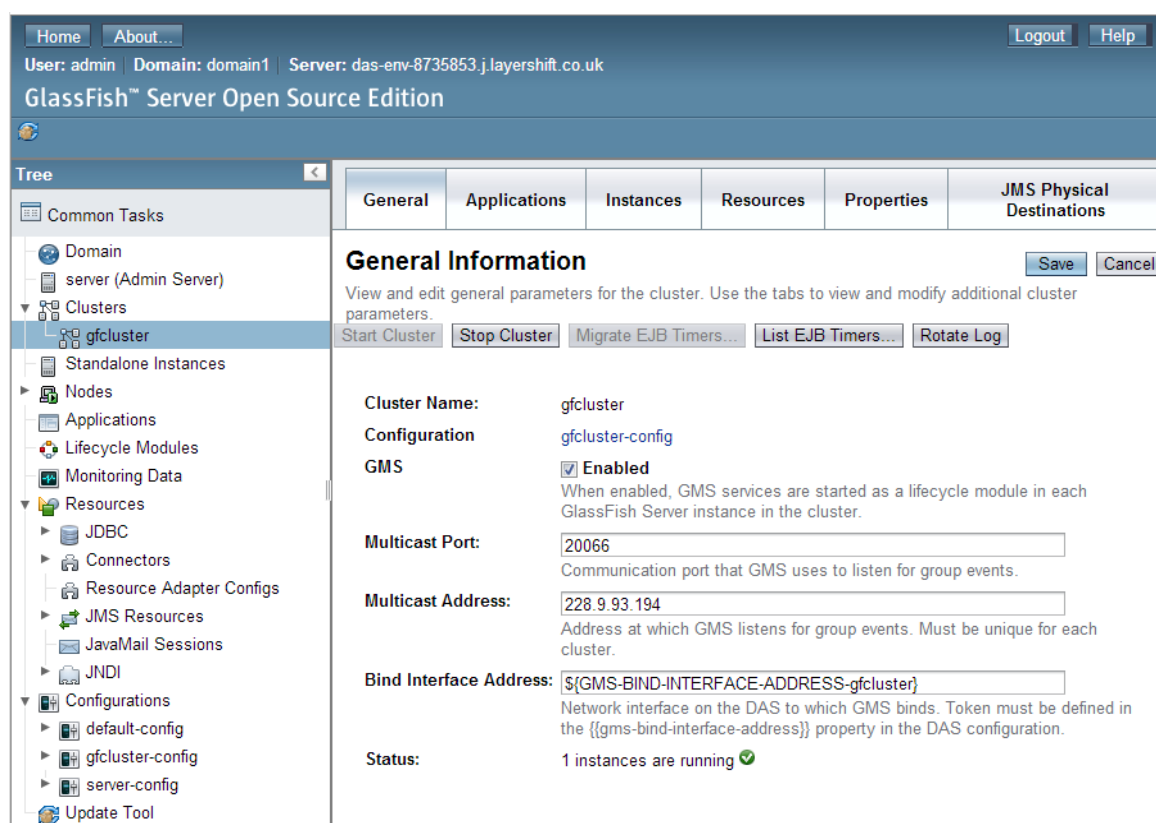 Home About... Logout Help
User: admin Domain: domain1 Server: das-env-8735853.j.layershift.co.uk
GlassFish™ Server Open Source Edition
Tree
Common Tasks
Domain
server (Admin Server)
Clusters
gfcluster
Standalone Instances
Nodes
Applications
Lifecycle Modules
Monitoring Data
Resources
JDBC
Connectors
Resource Adapter Configs
JMS Resources
JavaMail Sessions
JNDI
Configurations
default-config
gfcluster-config
server-config
Update Tool
General Applications Instances Resources Properties JMS Physical
Destinations
General Information
Save Cancel
View and edit general parameters for the cluster. Use the tabs to view and modify additional cluster
parameters.
Start Cluster Stop Cluster Migrate EJB Timers... List EJB Timers... Rotate Log
Cluster Name: gfcluster
Configuration gfcluster-config
GMS Enabled
When enabled, GMS services are started as a lifecycle module in each
GlassFish Server instance in the cluster.
Multicast Port: 20066
Communication port that GMS uses to listen for group events.
Multicast Address: 228.9.93.194
Address at which GMS listens for group events. Must be unique for each
cluster.
Bind Interface Address: ${GMS-BIND-INTERFACE-ADDRESS-gfcluster}
Network interface on the DAS to which GMS binds. Token must be defined in
the {{gms-bind-interface-address}} property in the DAS configuration.
Status: 1 instances are running